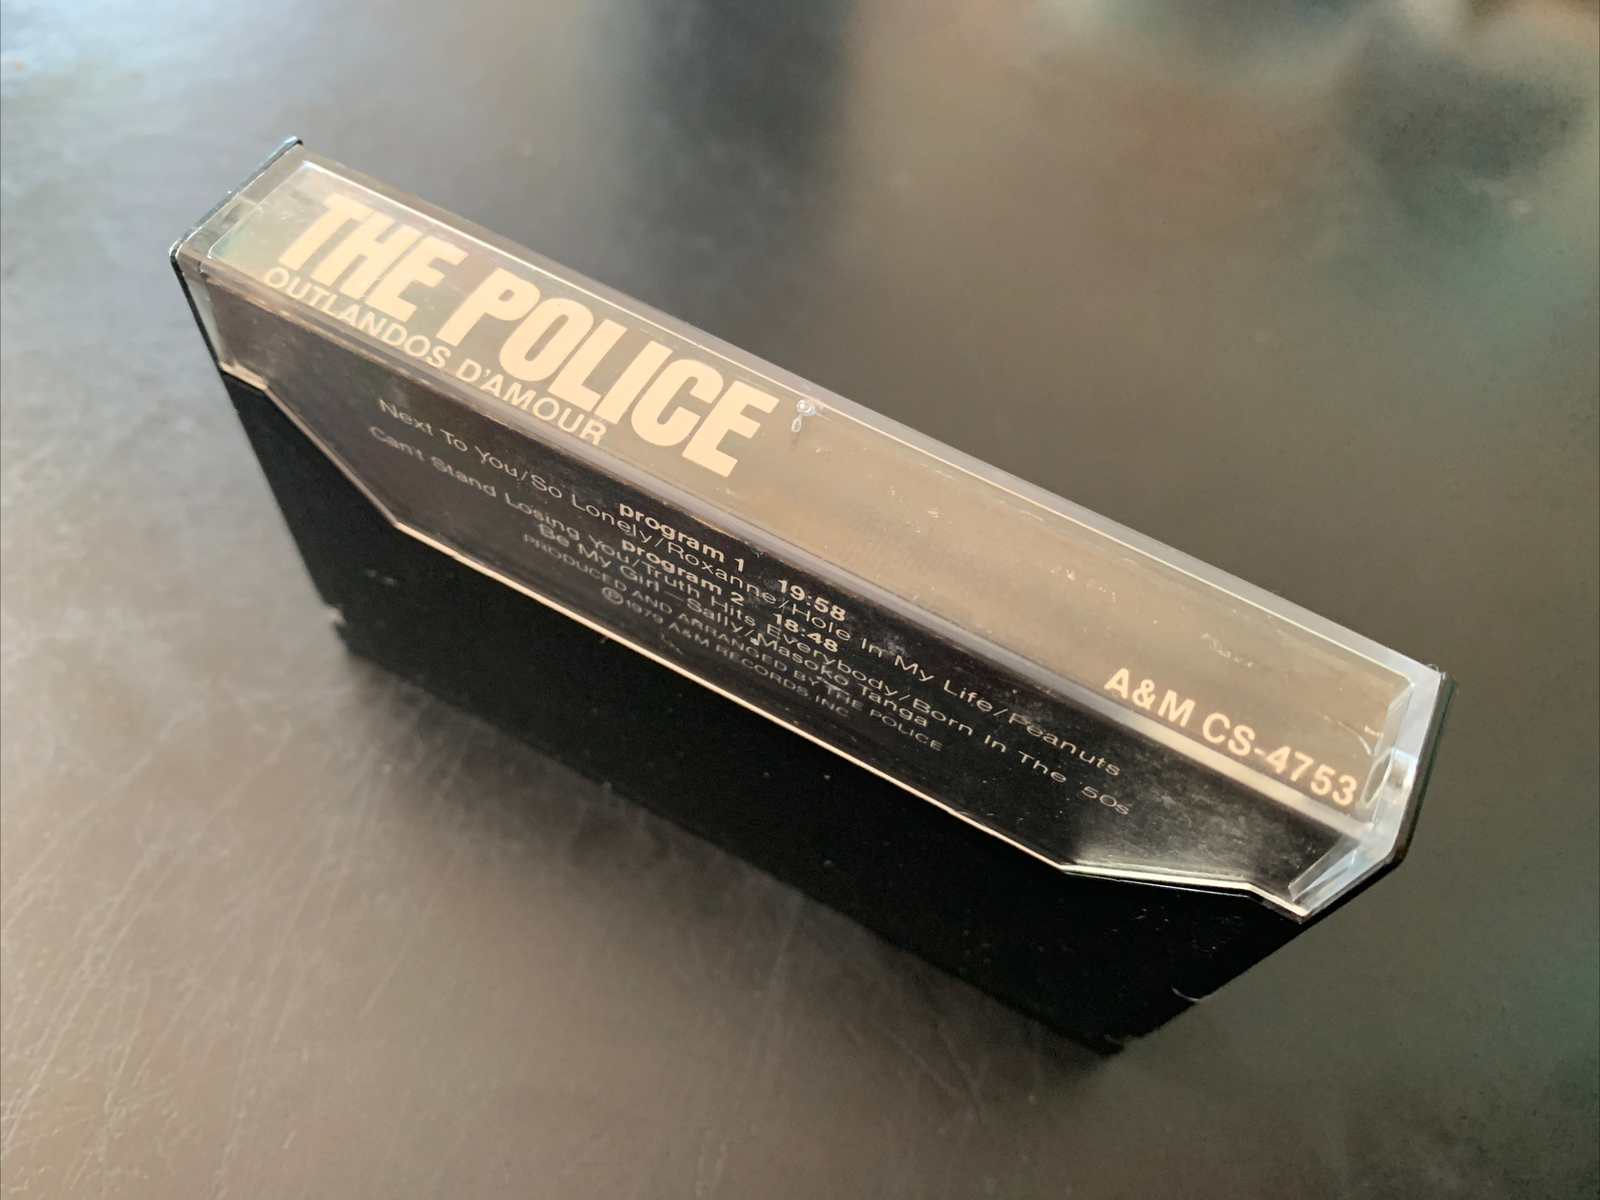 THE POLICE
OUTLANDOS D'AMOUR
A&M CS-4753
program 1 19:58
Next To You/So Lonely/Roxanne/Hole In My Life/Peanuts
program 2 18:48
Can't Stand Losing You/Truth Hits Everybody/Born In The 50s
Be My Girl—Sally/Masoko Tanga
PRODUCED AND ARRANGED BY THE POLICE
℗1979 A&M RECORDS, INC.